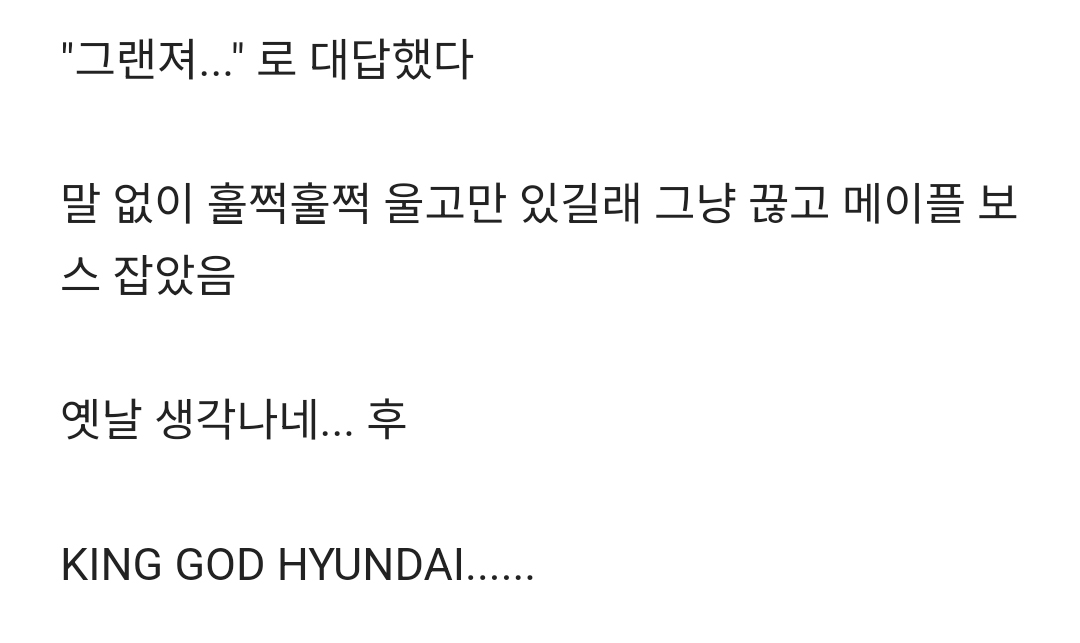 "그랜져..." 로 대답했다
말 없이 훌쩍훌쩍 울고만 있길래 그냥 끊고 메이플 보
스 잡았음
옛날 생각나네... 후
KING GOD HYUNDAI......